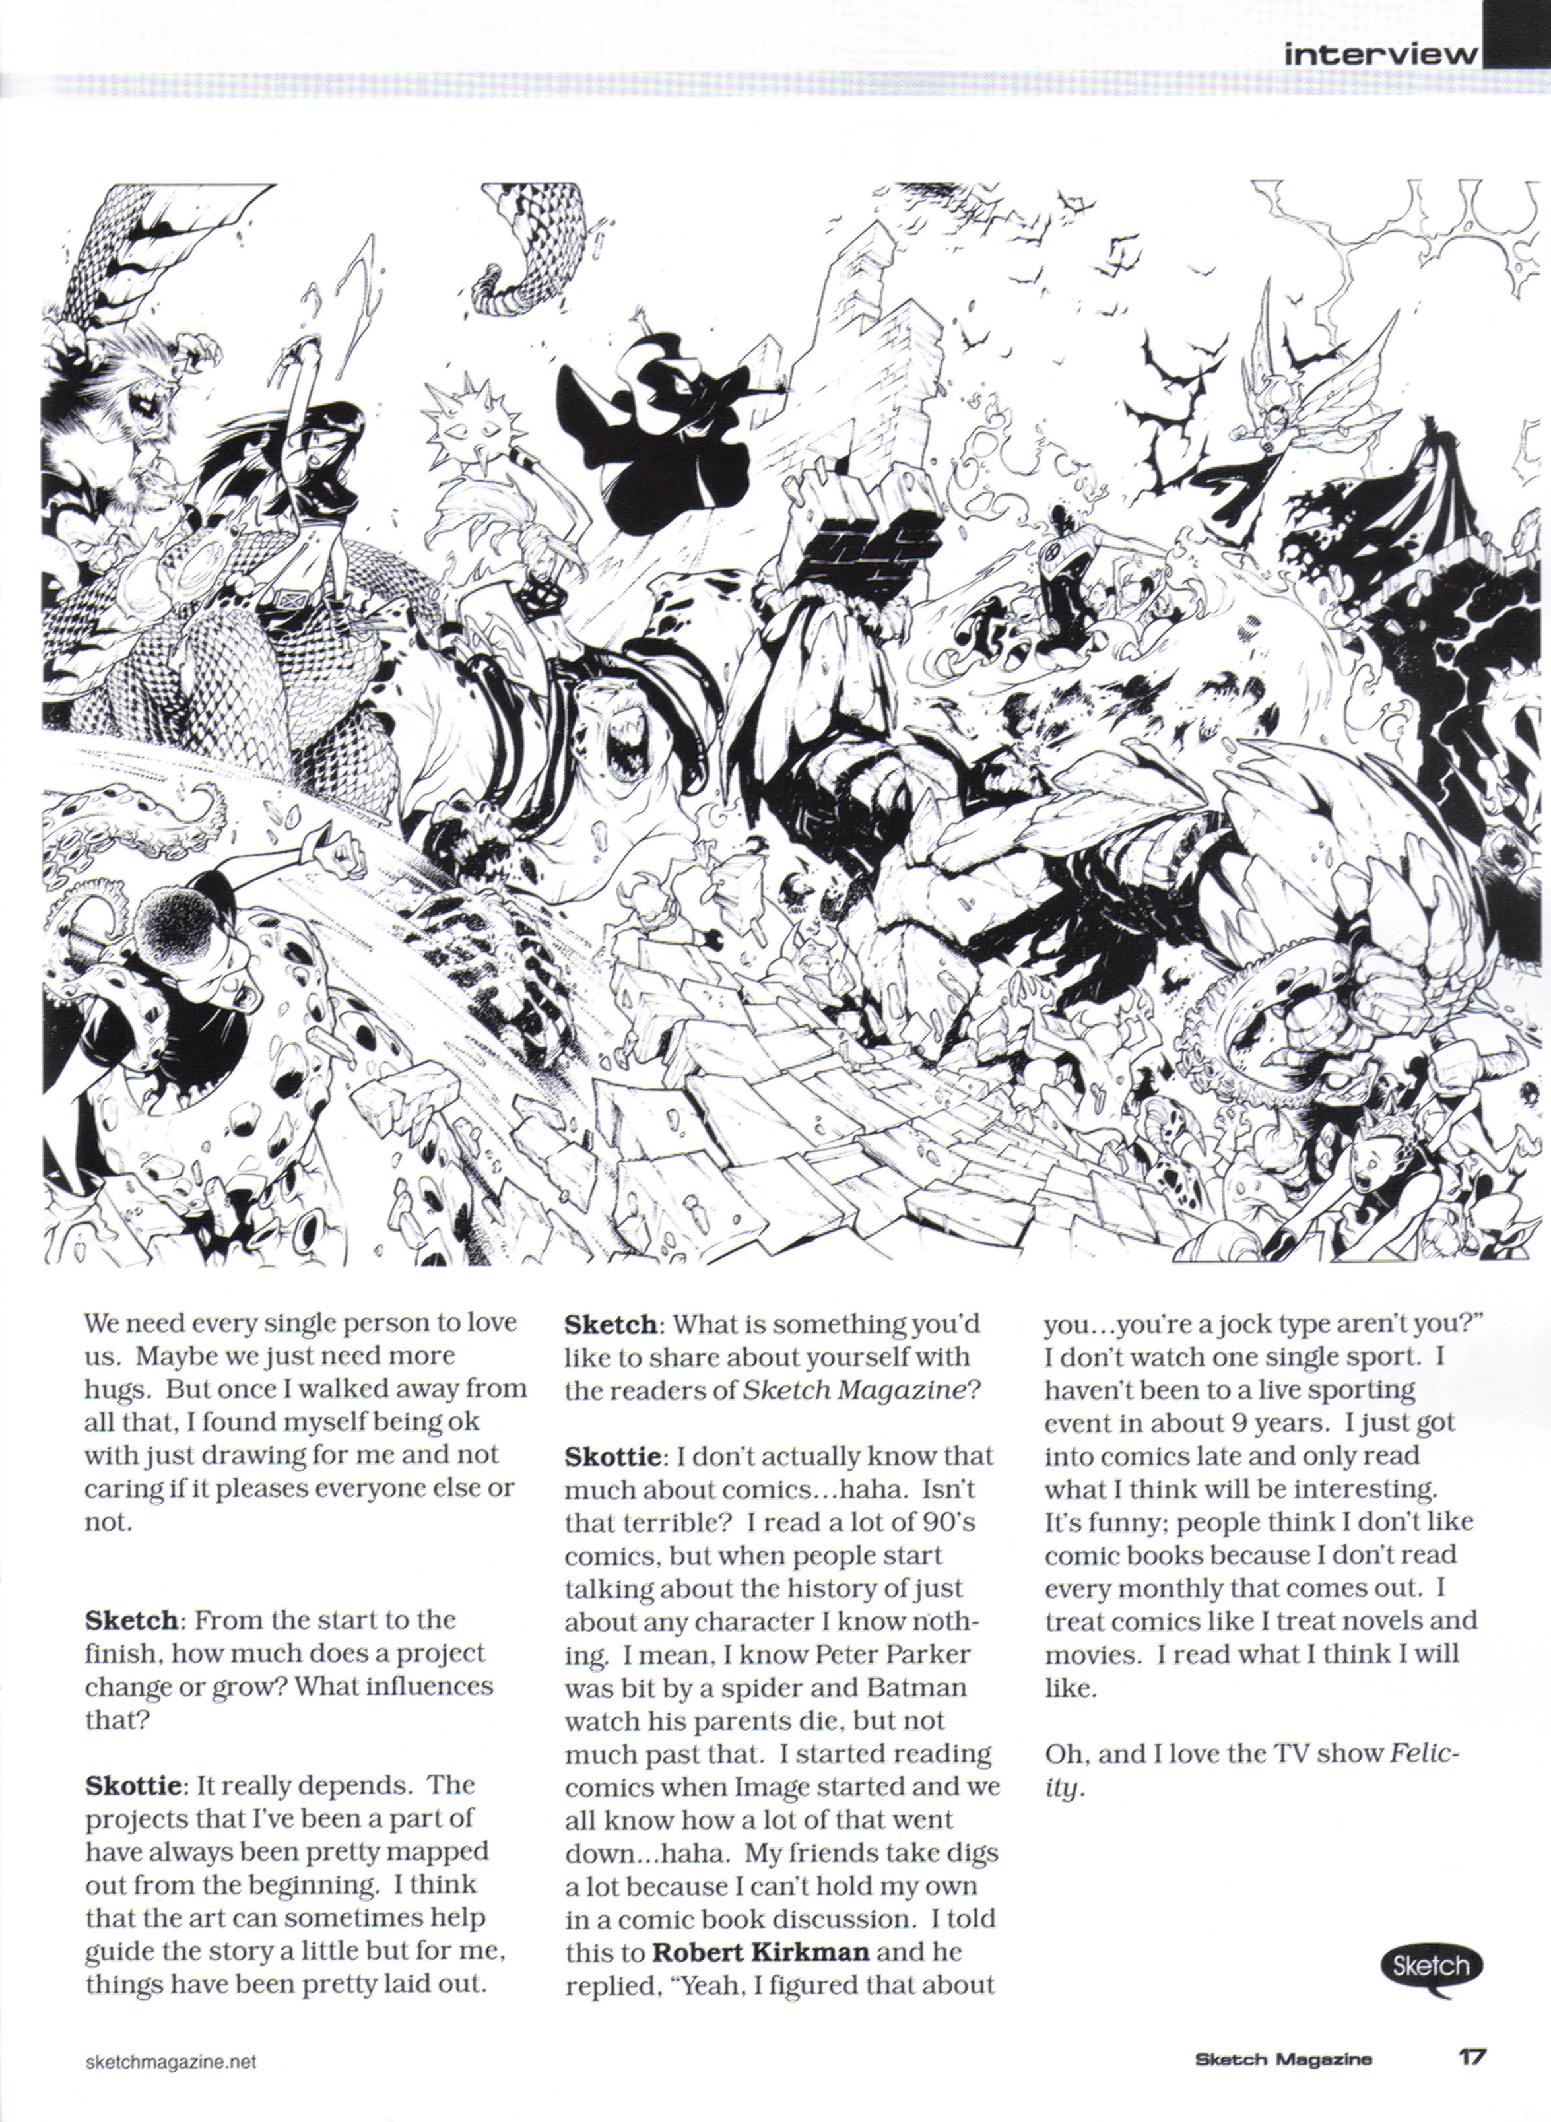 interview
We need every single person to love
us. Maybe we just need more
hugs. But once I walked away from
all that, I found myself being ok
with just drawing for me and not
caring if it pleases everyone else or
not.
Sketch: From the start to the
finish, how much does a project
change or grow? What influences
that?
Skottie: It really depends. The
projects that I've been a part of
have always been pretty mapped
out from the beginning. I think
that the art can sometimes help
guide the story a little but for me,
things have been pretty laid out.
Sketch: What is something you'd
like to share about yourself with
the readers of Sketch Magazine?
Skottie: I don't actually know that
much about comics...haha. Isn't
that terrible? I read a lot of 90's
comics, but when people start
talking about the history of just
about any character I know noth-
ing. I mean, I know Peter Parker
was bit by a spider and Batman
watch his parents die, but not
much past that. I started reading
comics when Image started and we
all know how a lot of that went
down...haha. My friends take digs
a lot because I can't hold my own
in a comic book discussion. I told
this to Robert Kirkman and he
replied, "Yeah, I figured that about
you...you're a jock type aren't you?"
I don't watch one single sport. I
haven't been to a live sporting
event in about 9 years. I just got
into comics late and only read
what I think will be interesting.
It's funny; people think I don't like
comic books because I don't read
every monthly that comes out. I
treat comics like I treat novels and
movies. I read what I think I will
like.
Oh, and I love the TV show Felic-
ity.
Sketch
sketchmagazine.net
Sketch Magazine 17